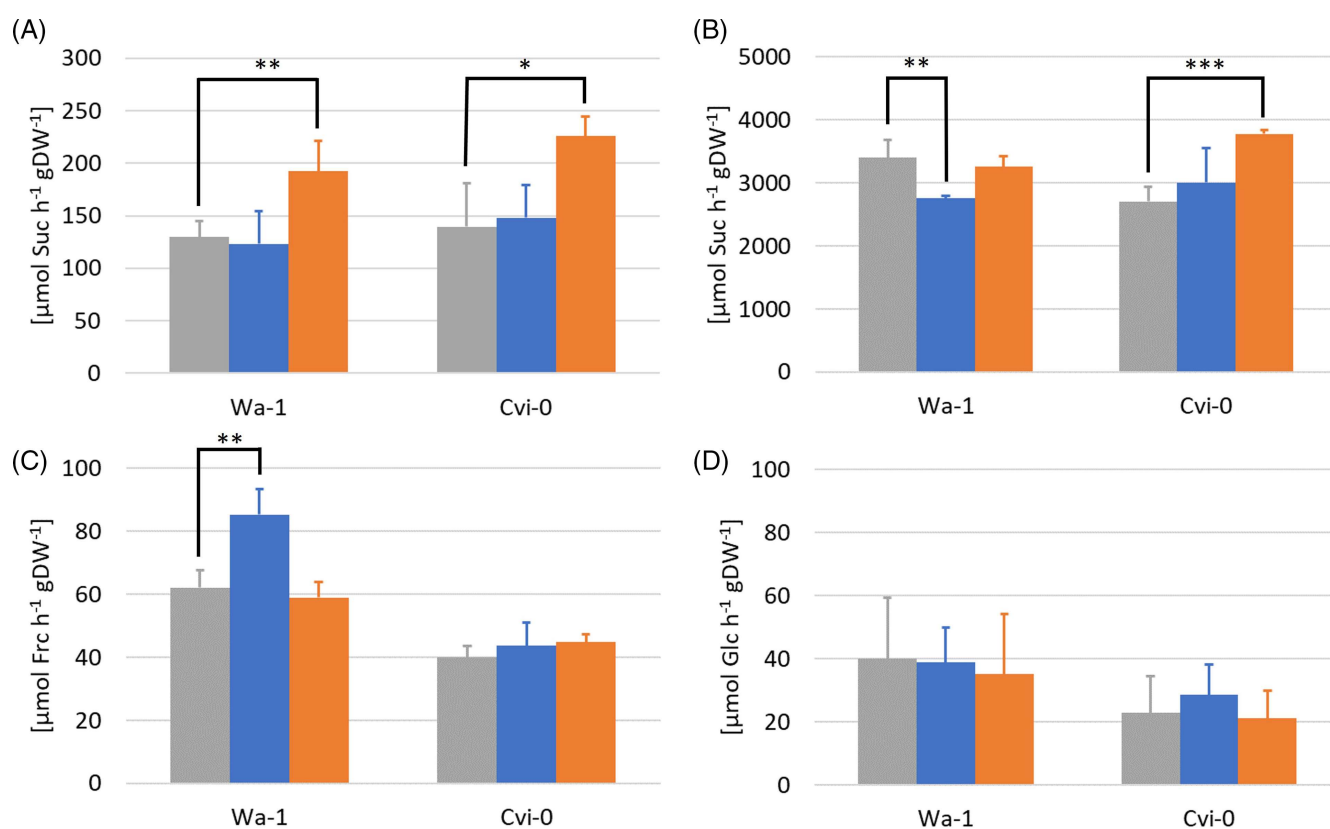 (A)
[µmol Suc h⁻¹ gDW⁻¹]
300
250
200
150
100
50
0
**
*
Wa-1 Cvi-0
(B)
[µmol Suc h⁻¹ gDW⁻¹]
5000
4000
3000
2000
1000
0
**
***
Wa-1 Cvi-0
(C)
[µmol Frc h⁻¹ gDW⁻¹]
100
80
60
40
20
0
**
Wa-1 Cvi-0
(D)
[µmol Glc h⁻¹ gDW⁻¹]
100
80
60
40
20
0
Wa-1 Cvi-0